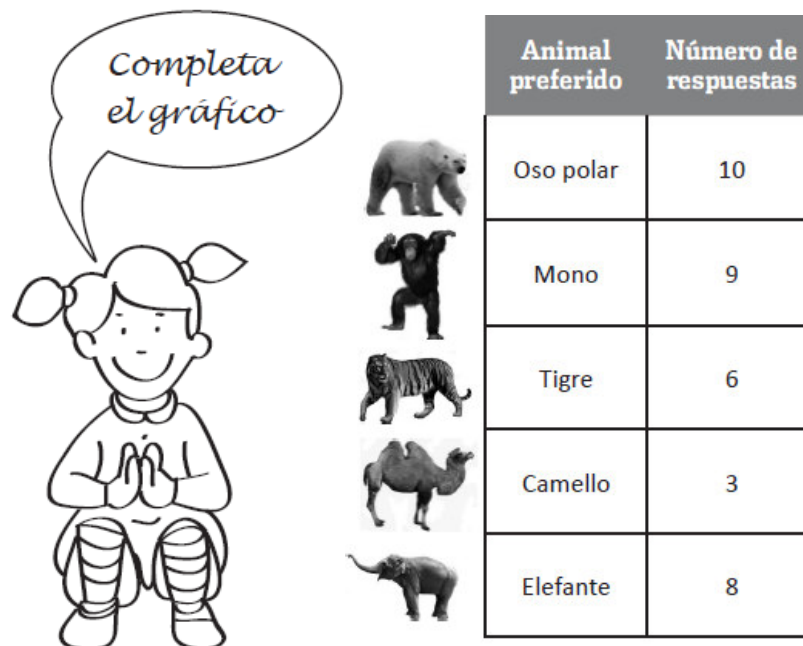 Completa
el gráfico
Animal preferido Número de respuestas
Oso polar 10
Mono 9
Tigre 6
Camello 3
Elefante 8